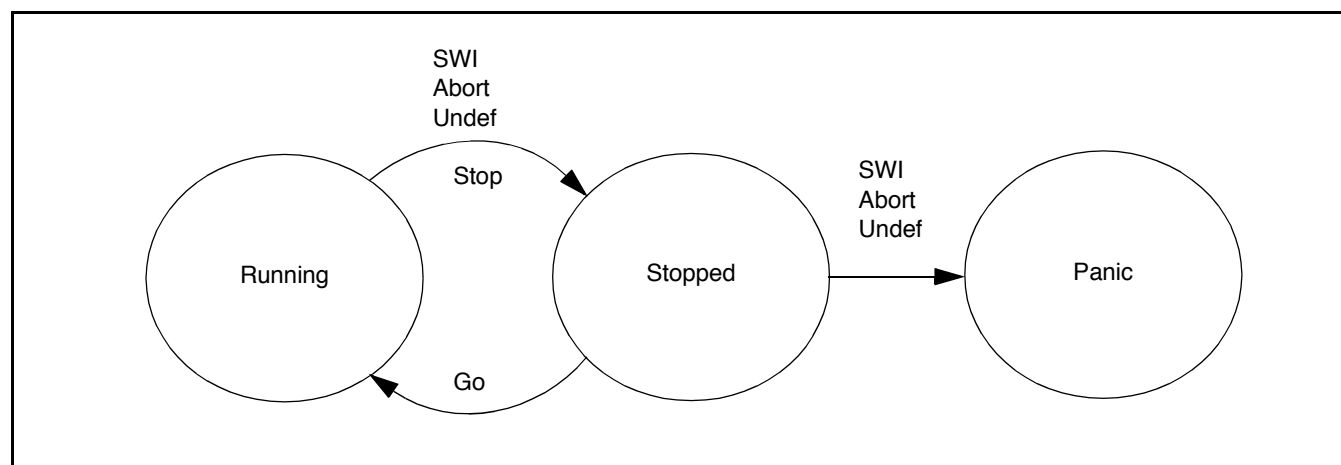 SWI
Abort
Undef
Stop
SWI
Abort
Undef
Running
Stopped
Panic
Go